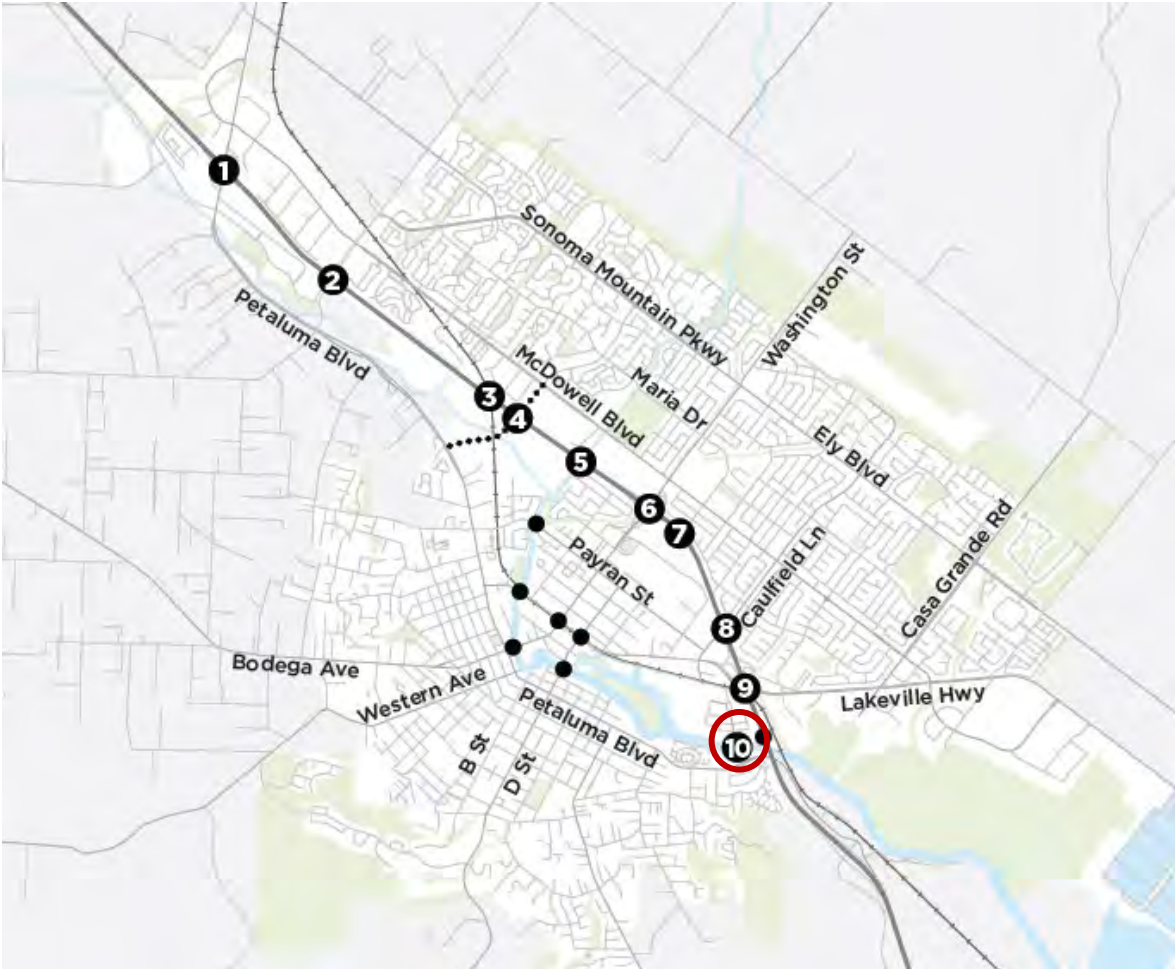 1
Sonoma Mountain Pkwy
Washington St
2
Petaluma Blvd
McDowell Blvd
Maria Dr
3
4
Ely Blvd
5
6
7
Payran St
Caulfield Ln
Casa Grande Rd
8
Bodega Ave
Western Ave
9
Lakeville Hwy
Petaluma Blvd
10
B St
D St